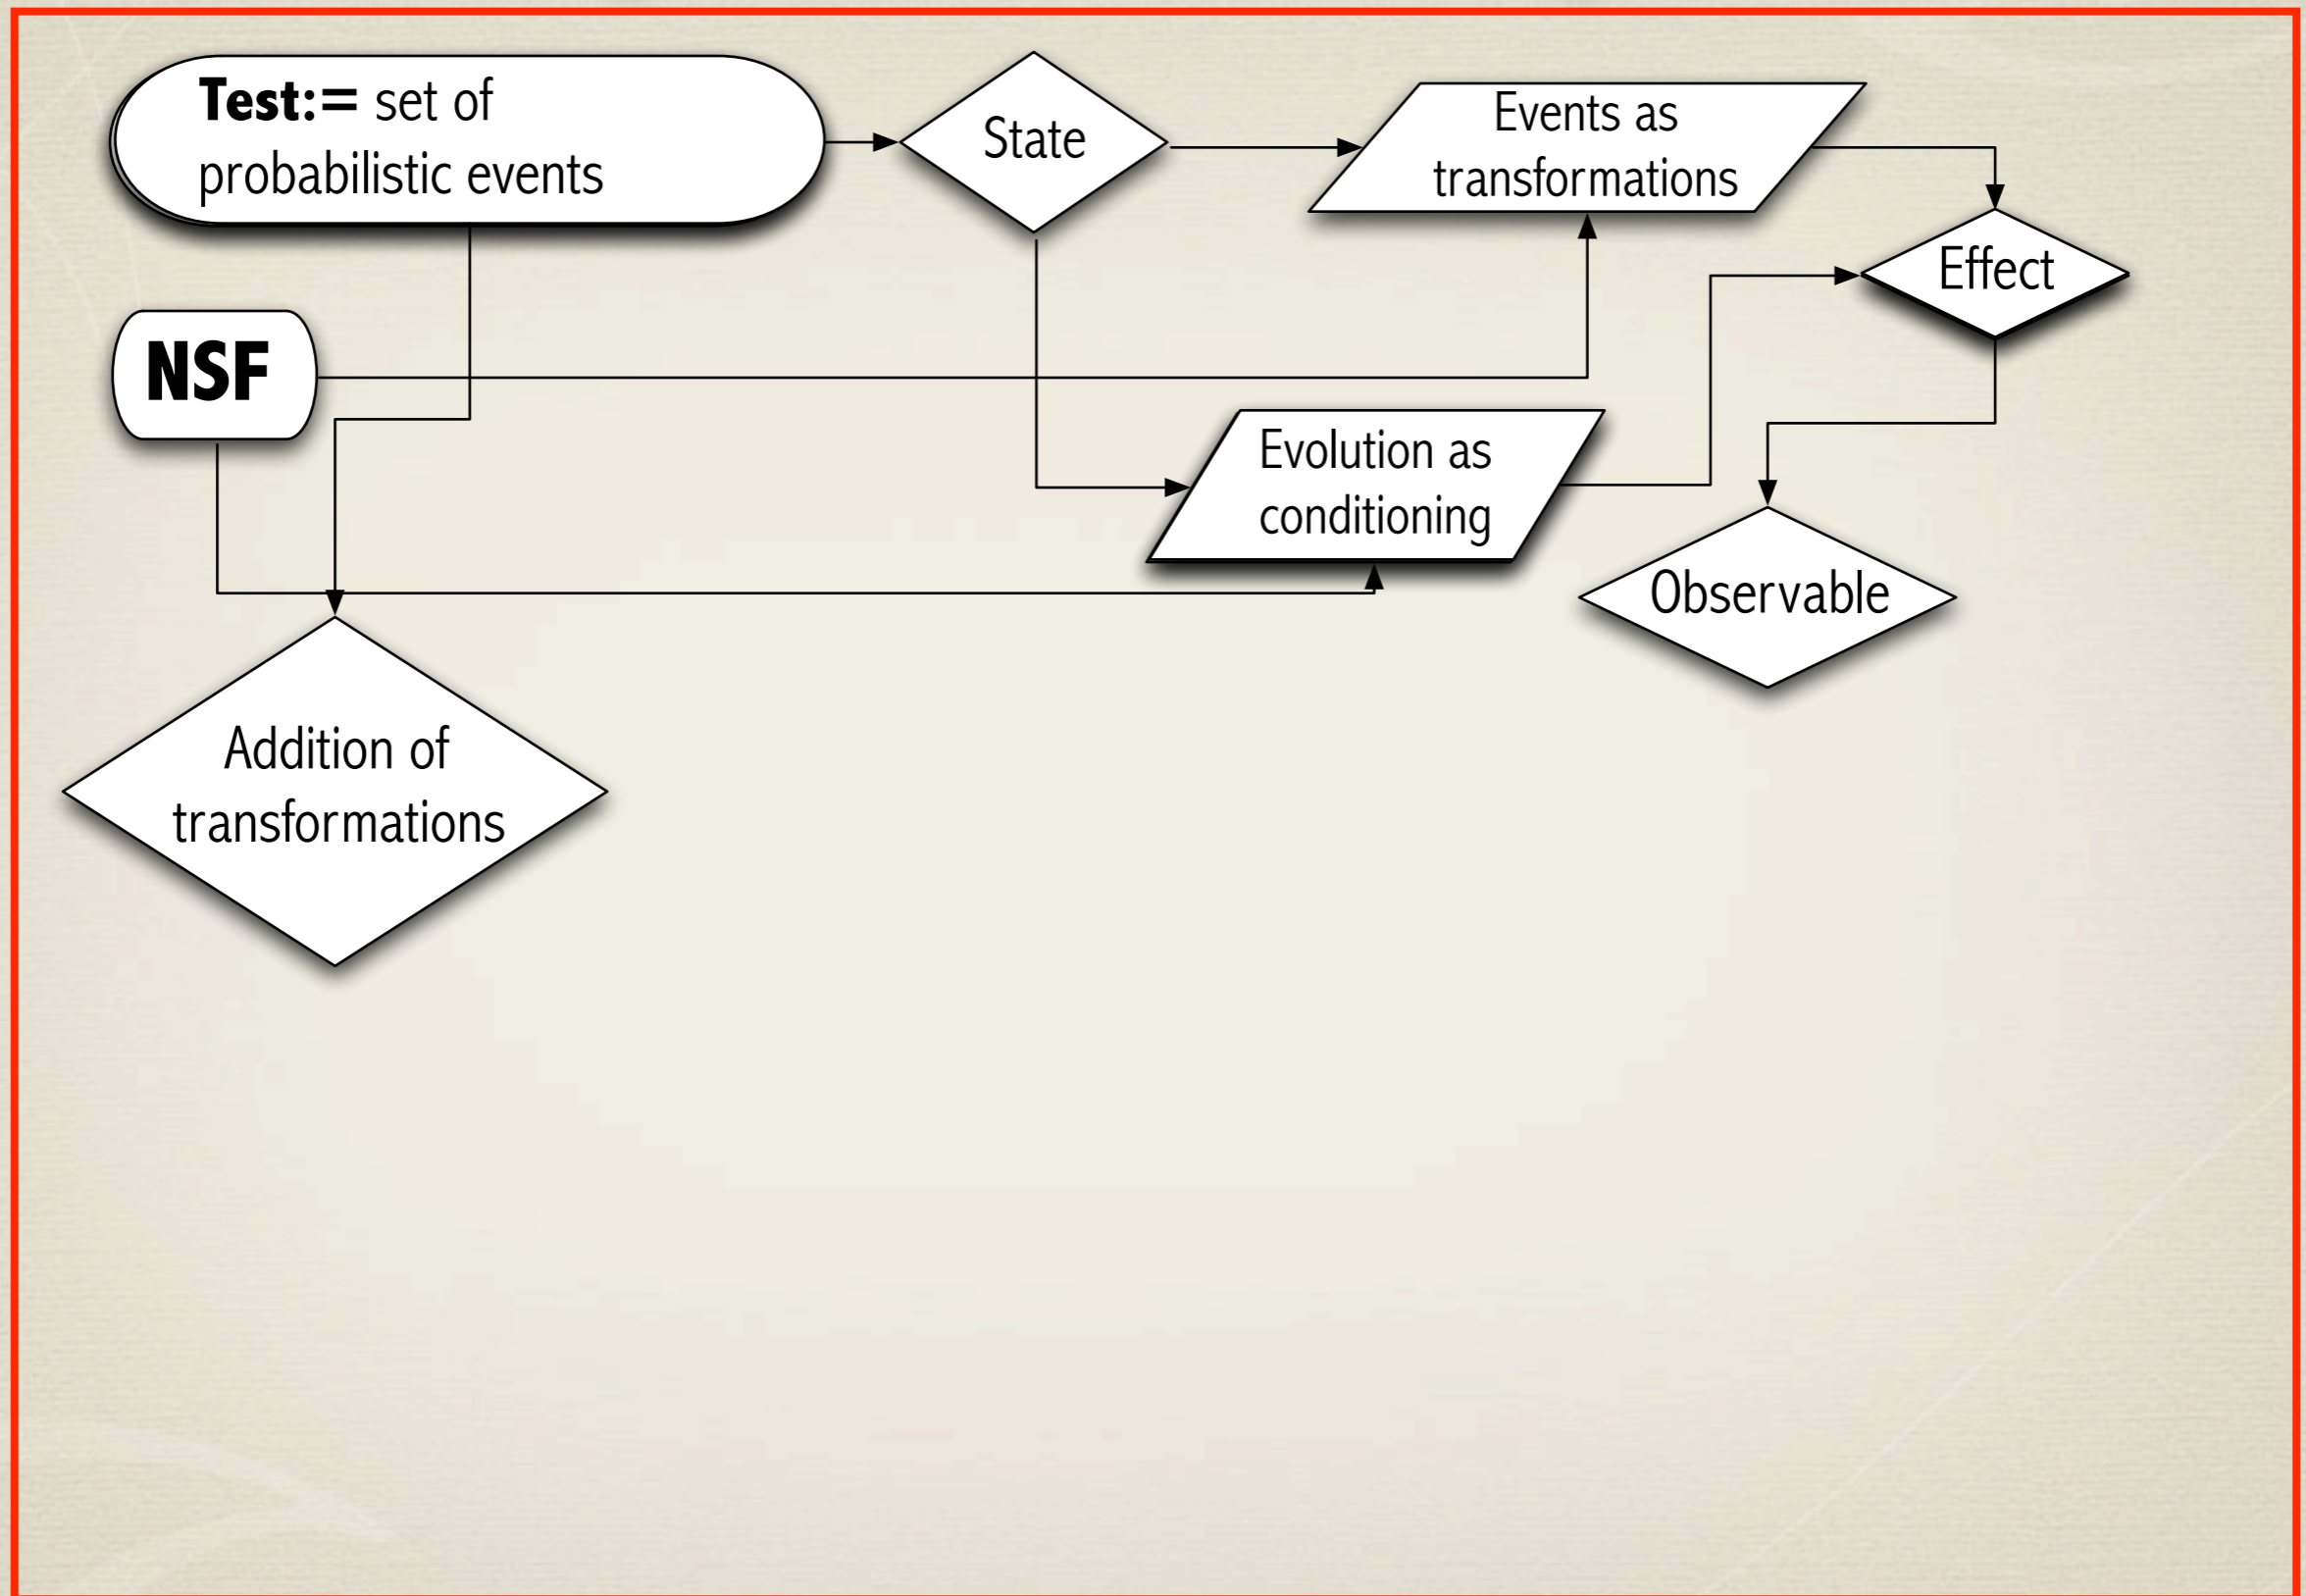 Test:= set of
probabilistic events
State
Events as
transformations
Effect
NSF
Evolution as
conditioning
Observable
Addition of
transformations